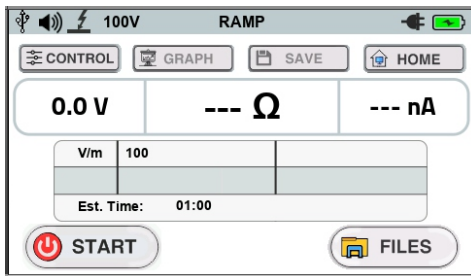 100V RAMP
CONTROL GRAPH SAVE HOME
0.0 V --- Ω --- nA
V/m 100
Est. Time: 01:00
START FILES